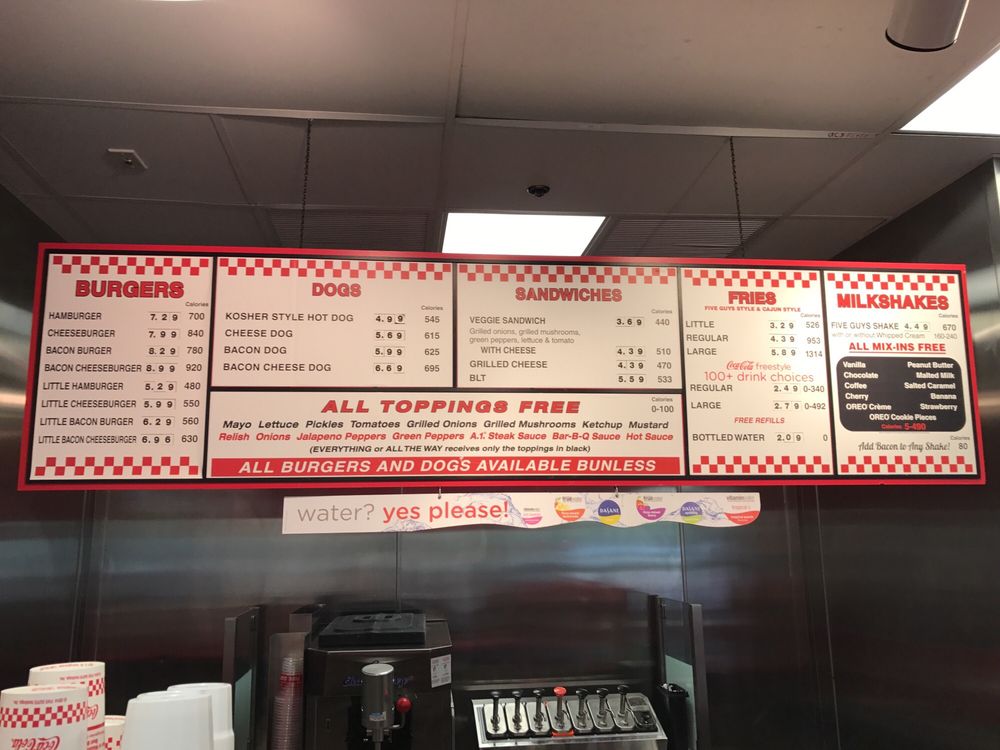 BURGERS
Calories
HAMBURGER 7.29 700
CHEESEBURGER 7.99 840
BACON BURGER 8.29 780
BACON CHEESEBURGER 8.99 920
LITTLE HAMBURGER 5.29 480
LITTLE CHEESEBURGER 5.99 550
LITTLE BACON BURGER 6.29 560
LITTLE BACON CHEESEBURGER 6.96 630
DOGS
Calories
KOSHER STYLE HOT DOG 4.99 545
CHEESE DOG 5.69 615
BACON DOG 5.99 625
BACON CHEESE DOG 6.69 695
SANDWICHES
Calories
VEGGIE SANDWICH 3.69 440
Grilled onions, grilled mushrooms,
green peppers, lettuce & tomato
WITH CHEESE 4.39 510
GRILLED CHEESE 4.39 470
BLT 5.59 533
ALL TOPPINGS FREE
Calories
0-100
Mayo Lettuce Pickles Tomatoes Grilled Onions Grilled Mushrooms Ketchup Mustard
Relish Onions Jalapeno Peppers Green Peppers A.1. Steak Sauce Bar-B-Q Sauce Hot Sauce
(EVERYTHING or ALL THE WAY receives only the toppings in black)
ALL BURGERS AND DOGS AVAILABLE BUNLESS
FRIES
FIVE GUYS STYLE & CAJUN STYLE
Calories
LITTLE 3.29 526
REGULAR 4.39 953
LARGE 5.89 1314
Coca-Cola freestyle
100+ drink choices
REGULAR 2.49 0-340
LARGE 2.79 0-492
FREE REFILLS
BOTTLED WATER 2.09 0
MILKSHAKES
Calories
FIVE GUYS SHAKE 4.49 670
with or without Whipped Cream 160-240
ALL MIX-INS FREE
Vanilla Peanut Butter
Chocolate Malted Milk
Coffee Salted Caramel
Cherry Banana
OREO Crème Strawberry
OREO Cookie Pieces
Calories 5-490
Add Bacon to Any Shake! 80
water? yes please!
DASANI
DASANI
vitaminwater
Coca-Cola